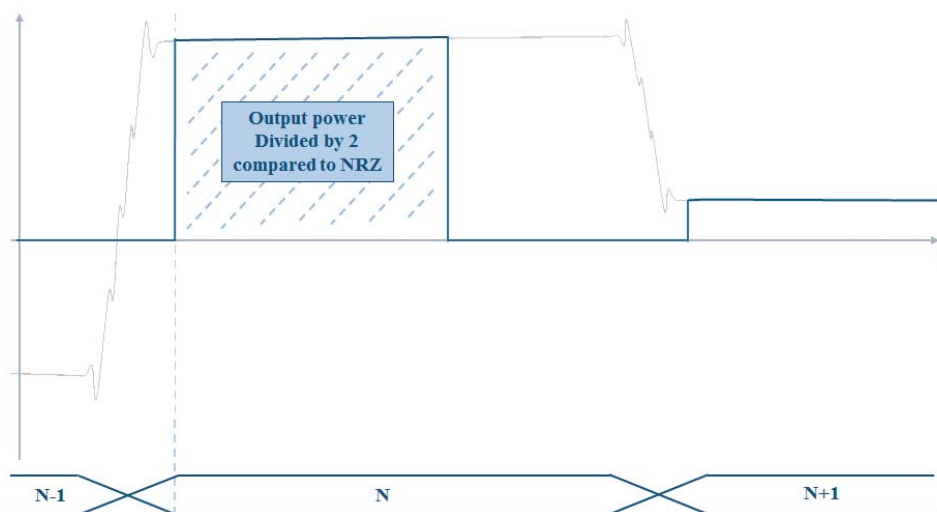 Output power
Divided by 2
compared to NRZ
N-1
N
N+1